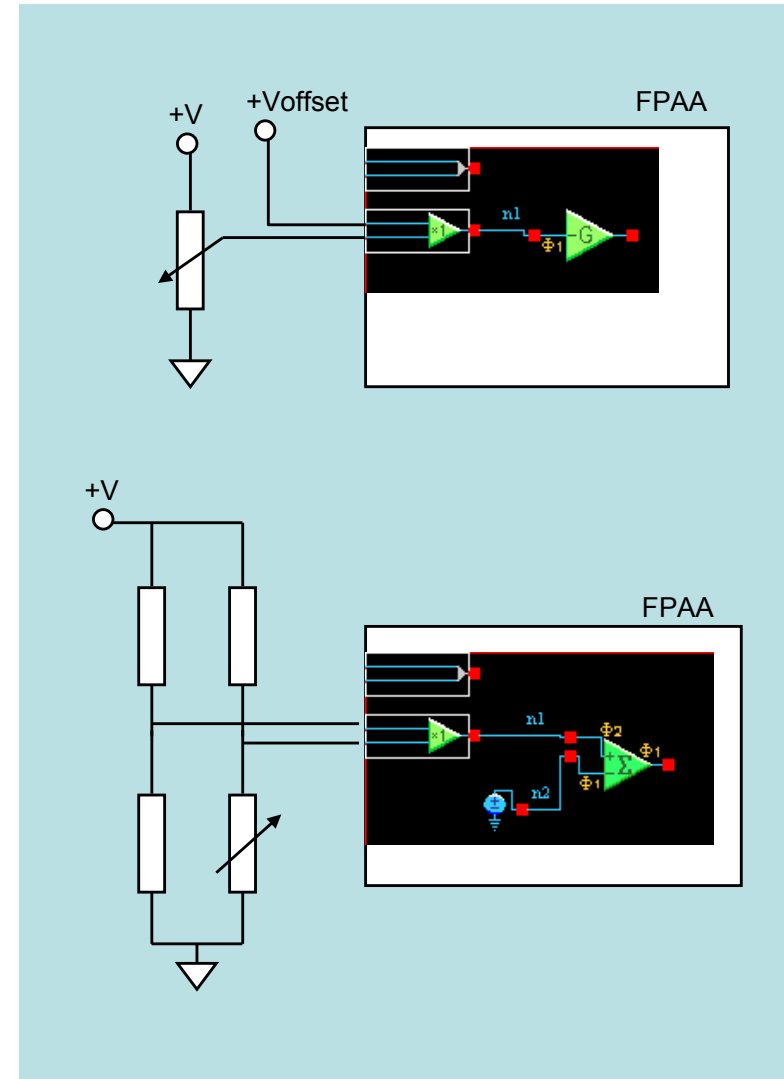 +V +Voffset FPAA
×1 n1 Φ1 -G
+V
FPAA
×1 n1 Φ2 + Σ Φ1
- Φ1
n2
±